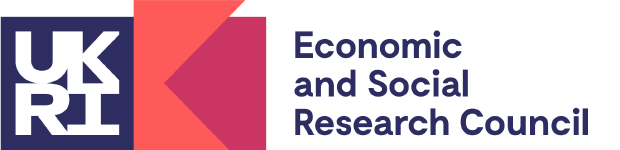 UK
RI
Economic
and Social
Research Council